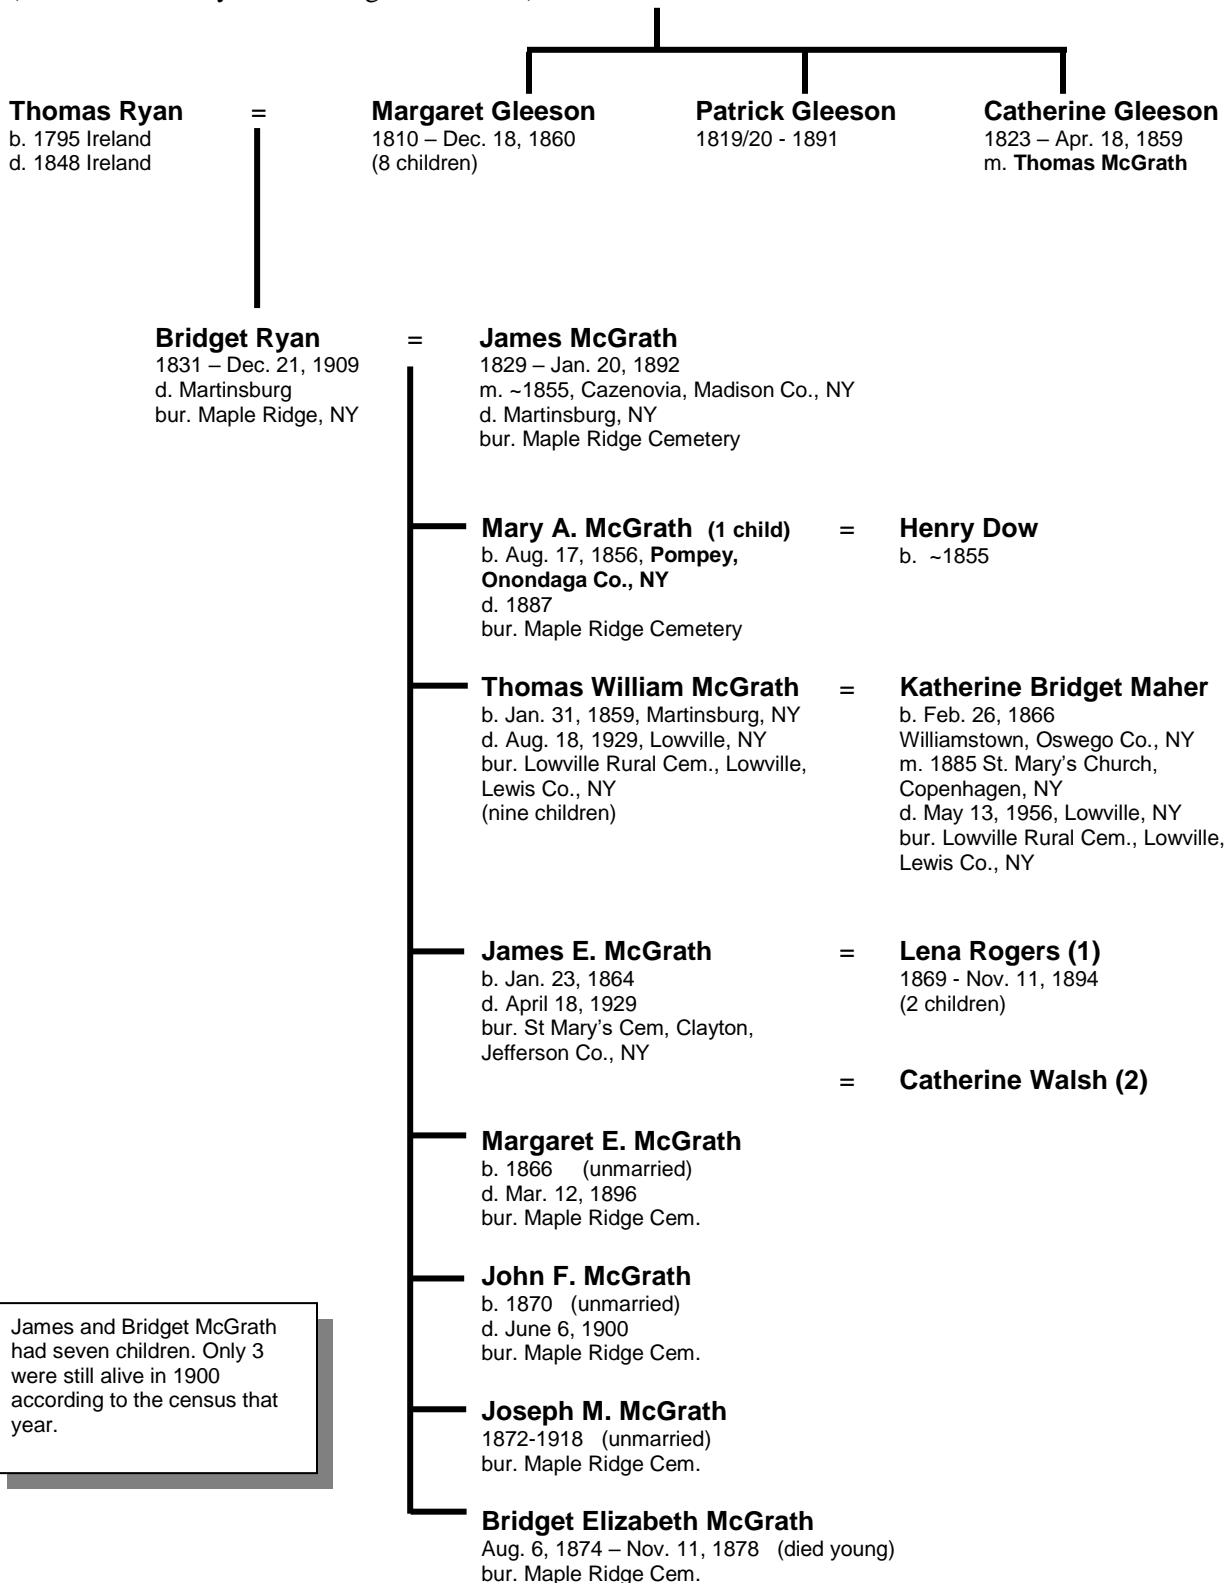 Thomas Ryan = Margaret Gleeson Patrick Gleeson Catherine Gleeson
b. 1795 Ireland 1810 – Dec. 18, 1860 1819/20 - 1891 1823 – Apr. 18, 1859
d. 1848 Ireland (8 children) m. Thomas McGrath
Bridget Ryan = James McGrath
1831 – Dec. 21, 1909 1829 – Jan. 20, 1892
d. Martinsburg m. ~1855, Cazenovia, Madison Co., NY
bur. Maple Ridge, NY d. Martinsburg, NY
bur. Maple Ridge Cemetery
Mary A. McGrath (1 child) = Henry Dow
b. Aug. 17, 1856, Pompey, b. ~1855
Onondaga Co., NY
d. 1887
bur. Maple Ridge Cemetery
Thomas William McGrath = Katherine Bridget Maher
b. Jan. 31, 1859, Martinsburg, NY b. Feb. 26, 1866
d. Aug. 18, 1929, Lowville, NY Williamstown, Oswego Co., NY
bur. Lowville Rural Cem., Lowville, m. 1885 St. Mary's Church,
Lewis Co., NY Copenhagen, NY
(nine children) d. May 13, 1956, Lowville, NY
bur. Lowville Rural Cem., Lowville,
Lewis Co., NY
James E. McGrath = Lena Rogers (1)
b. Jan. 23, 1864 1869 - Nov. 11, 1894
d. April 18, 1929 (2 children)
bur. St Mary's Cem, Clayton,
Jefferson Co., NY
= Catherine Walsh (2)
Margaret E. McGrath
b. 1866 (unmarried)
d. Mar. 12, 1896
bur. Maple Ridge Cem.
John F. McGrath
b. 1870 (unmarried)
d. June 6, 1900
bur. Maple Ridge Cem.
James and Bridget McGrath
had seven children. Only 3
were still alive in 1900
according to the census that
year.
Joseph M. McGrath
1872-1918 (unmarried)
bur. Maple Ridge Cem.
Bridget Elizabeth McGrath
Aug. 6, 1874 – Nov. 11, 1878 (died young)
bur. Maple Ridge Cem.